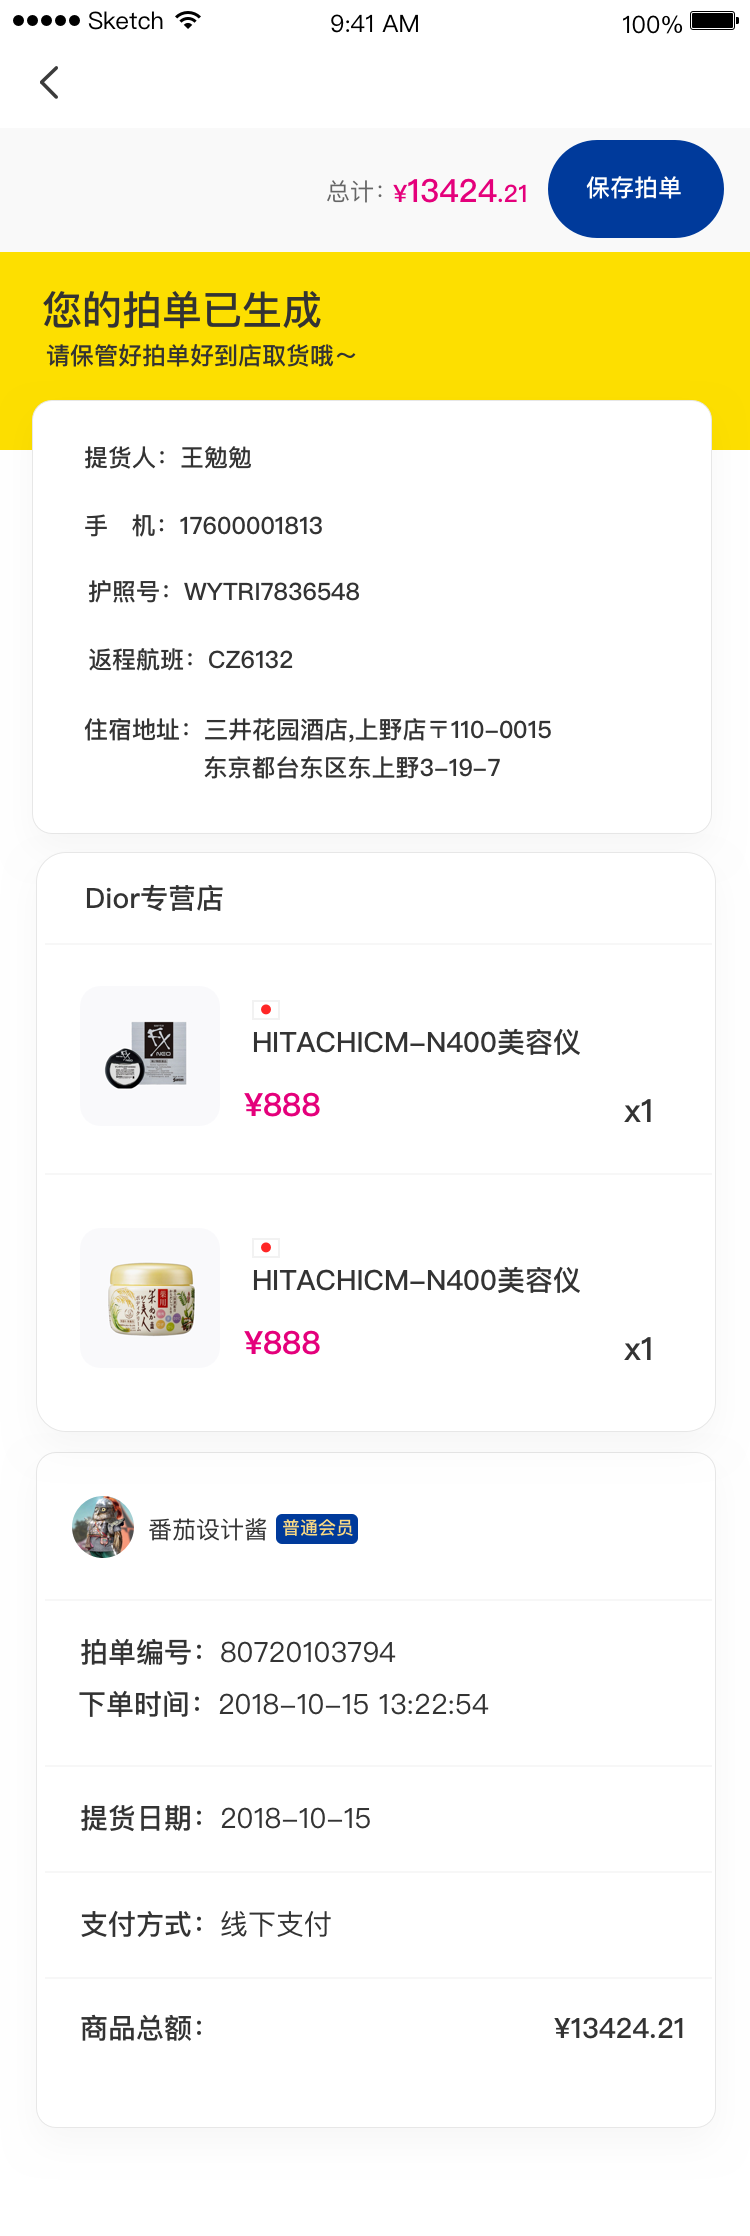 Sketch 9:41 AM 100%
总计：¥13424.21 保存拍单
您的拍单已生成
请保管好拍单好到店取货哦～
提货人：王勉勉
手 机：17600001813
护照号：WYTRI7836548
返程航班：CZ6132
住宿地址：三井花园酒店,上野店〒110-0015
东京都台东区东上野3-19-7
Dior专营店
FX
NEO
HITACHICM-N400美容仪
¥888
x1
HITACHICM-N400美容仪
¥888
x1
番茄设计酱 普通会员
拍单编号：80720103794
下单时间：2018-10-15 13:22:54
提货日期：2018-10-15
支付方式：线下支付
商品总额： ¥13424.21